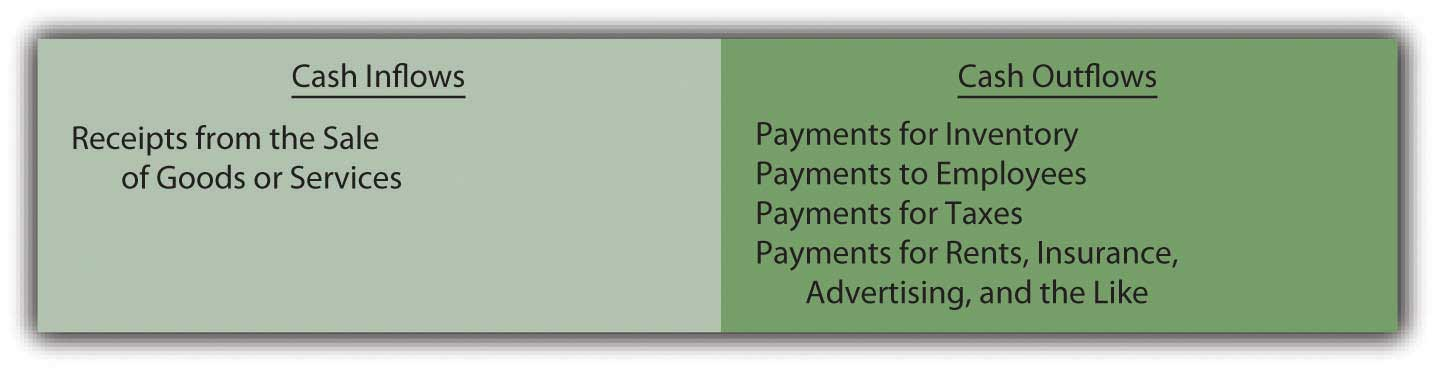 Cash Inflows
Receipts from the Sale
of Goods or Services
Cash Outflows
Payments for Inventory
Payments to Employees
Payments for Taxes
Payments for Rents, Insurance,
Advertising, and the Like